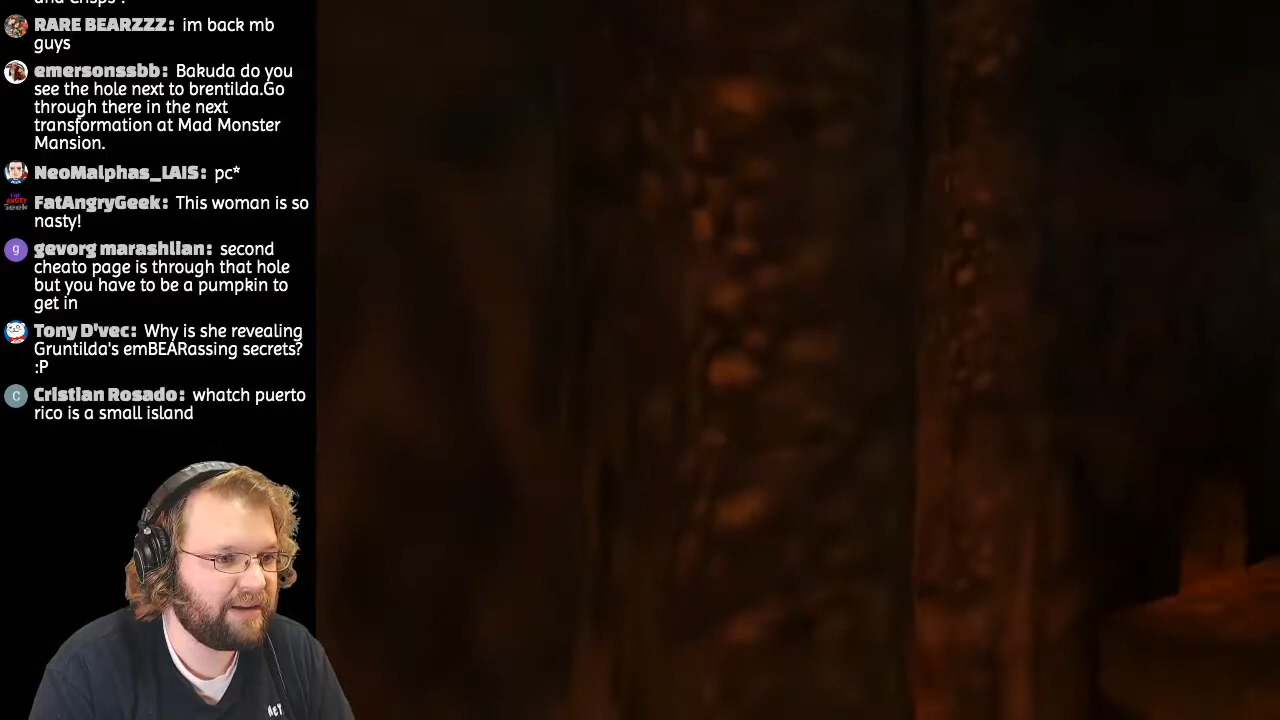 and Crisps".
RARE BEARZZZ: im back mb
guys
emersonssbb: Bakuda do you
see the hole next to brentilda.Go
through there in the next
transformation at Mad Monster
Mansion.
NeoMalphas_LAIS: pc*
FatAngryGeek: This woman is so
nasty!
g gevorg marashlian: second
cheato page is through that hole
but you have to be a pumpkin to
get in
Tony D'vec: Why is she revealing
Gruntilda's emBEARassing secrets?
:P
C Cristian Rosado: whatch puerto
rico is a small island